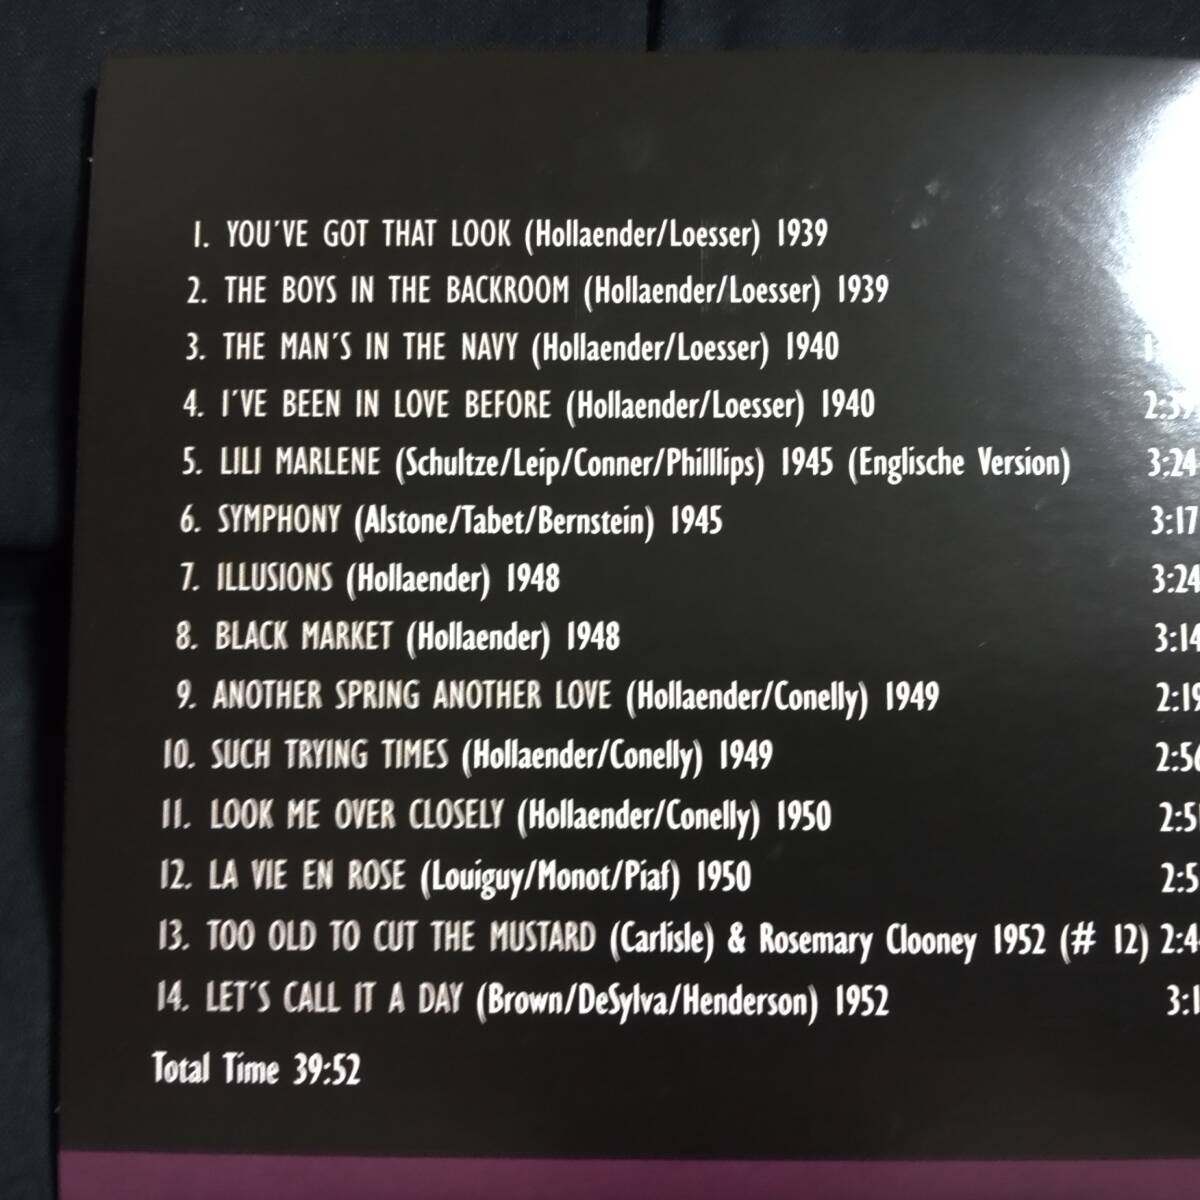 1. YOU'VE GOT THAT LOOK (Hollaender/Loesser) 1939
2. THE BOYS IN THE BACKROOM (Hollaender/Loesser) 1939
3. THE MAN'S IN THE NAVY (Hollaender/Loesser) 1940
4. I'VE BEEN IN LOVE BEFORE (Hollaender/Loesser) 1940
5. LILI MARLENE (Schultze/Leip/Conner/Philllips) 1945 (Englische Version) 3:24
6. SYMPHONY (Alstone/Tabet/Bernstein) 1945 3:17
7. ILLUSIONS (Hollaender) 1948 3:24
8. BLACK MARKET (Hollaender) 1948 3:14
9. ANOTHER SPRING ANOTHER LOVE (Hollaender/Conelly) 1949 2:19
10. SUCH TRYING TIMES (Hollaender/Conelly) 1949 2:56
11. LOOK ME OVER CLOSELY (Hollaender/Conelly) 1950
12. LA VIE EN ROSE (Louiguy/Monot/Piaf) 1950
13. TOO OLD TO CUT THE MUSTARD (Carlisle) & Rosemary Clooney 1952 (# 12)
14. LET'S CALL IT A DAY (Brown/DeSylva/Henderson) 1952
Total Time 39:52